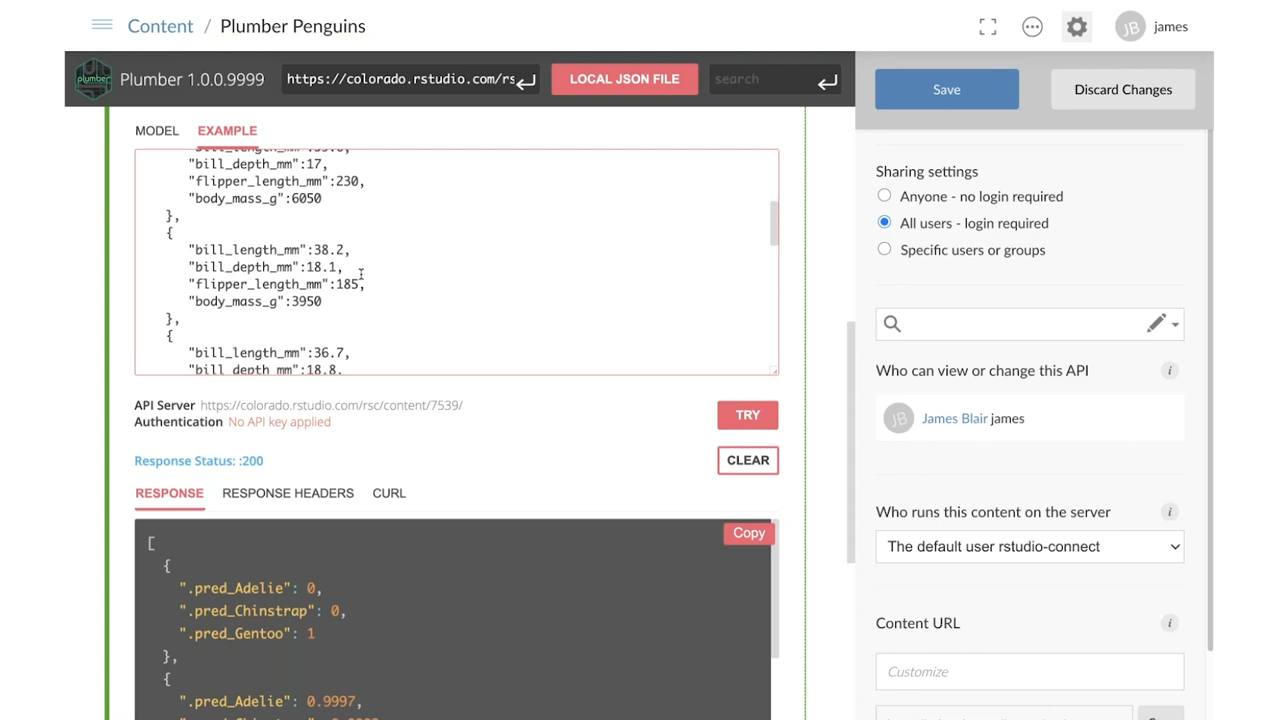 Content / Plumber Penguins
JB james
plumber Plumber 1.0.0.9999 https://colorado.rstudio.com/rs LOCAL JSON FILE search
Save Discard Changes
MODEL EXAMPLE
"bill_depth_mm":17,
"flipper_length_mm":230,
"body_mass_g":6050
},
{
"bill_length_mm":38.2,
"bill_depth_mm":18.1,
"flipper_length_mm":185,
"body_mass_g":3950
},
{
"bill_length_mm":36.7,
"bill_depth_mm":18.8,
API Server https://colorado.rstudio.com/rsc/content/7539/
Authentication No API key applied
TRY
Response Status: :200
CLEAR
RESPONSE RESPONSE HEADERS CURL
Copy
[
{
".pred_Adelie": 0,
".pred_Chinstrap": 0,
".pred_Gentoo": 1
},
{
".pred_Adelie": 0.9997,
Sharing settings
Anyone - no login required
All users - login required
Specific users or groups
Who can view or change this API i
JB James Blair james
Who runs this content on the server i
The default user rstudio-connect
Content URL i
Customize